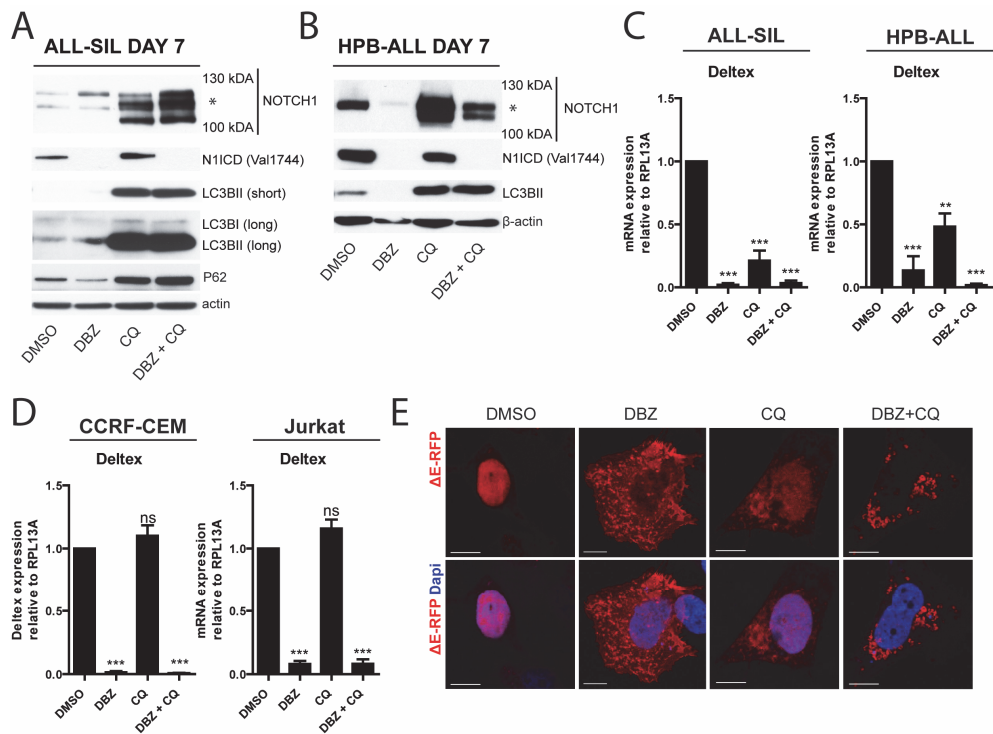 A
ALL-SIL DAY 7
130 kDA
*
NOTCH1
100 kDA
N1ICD (Val1744)
LC3BII (short)
LC3BI (long)
LC3BII (long)
P62
actin
DMSO
DBZ
CQ
DBZ + CQ
B
HPB-ALL DAY 7
130 kDA
*
NOTCH1
100 kDA
N1ICD (Val1744)
LC3BII
β-actin
DMSO
DBZ
CQ
DBZ + CQ
C
ALL-SIL
Deltex
mRNA expression
relative to RPL13A
1.5
1.0
0.5
0.0
***
***
***
DMSO
DBZ
CQ
DBZ + CQ
HPB-ALL
Deltex
mRNA expression
relative to RPL13A
1.5
1.0
0.5
0.0
***
**
***
DMSO
DBZ
CQ
DBZ + CQ
D
CCRF-CEM
Deltex
Deltex expression
relative to RPL13A
1.5
1.0
0.5
0.0
***
ns
***
DMSO
DBZ
CQ
DBZ + CQ
Jurkat
Deltex
mRNA expression
relative to RPL13A
1.5
1.0
0.5
0.0
***
ns
***
DMSO
DBZ
CQ
DBZ + CQ
E
DMSO
DBZ
CQ
DBZ+CQ
ΔE-RFP
ΔE-RFP Dapi